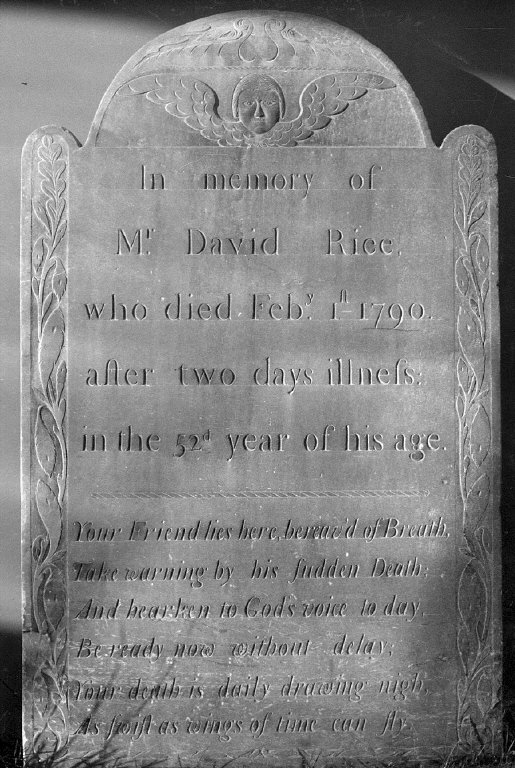 In memory of
Mr. David Rice.
who died Feby. 1ſt 1790.
after two days illneſs:
in the 52d year of his age.
Your Friend lies here, bereav'd of Breath,
Take warning by his ſudden Death;
And hearken to God's voice to day,
Be ready now without delay;
Your death is daily drawing nigh,
As ſwift as wings of time can fly.